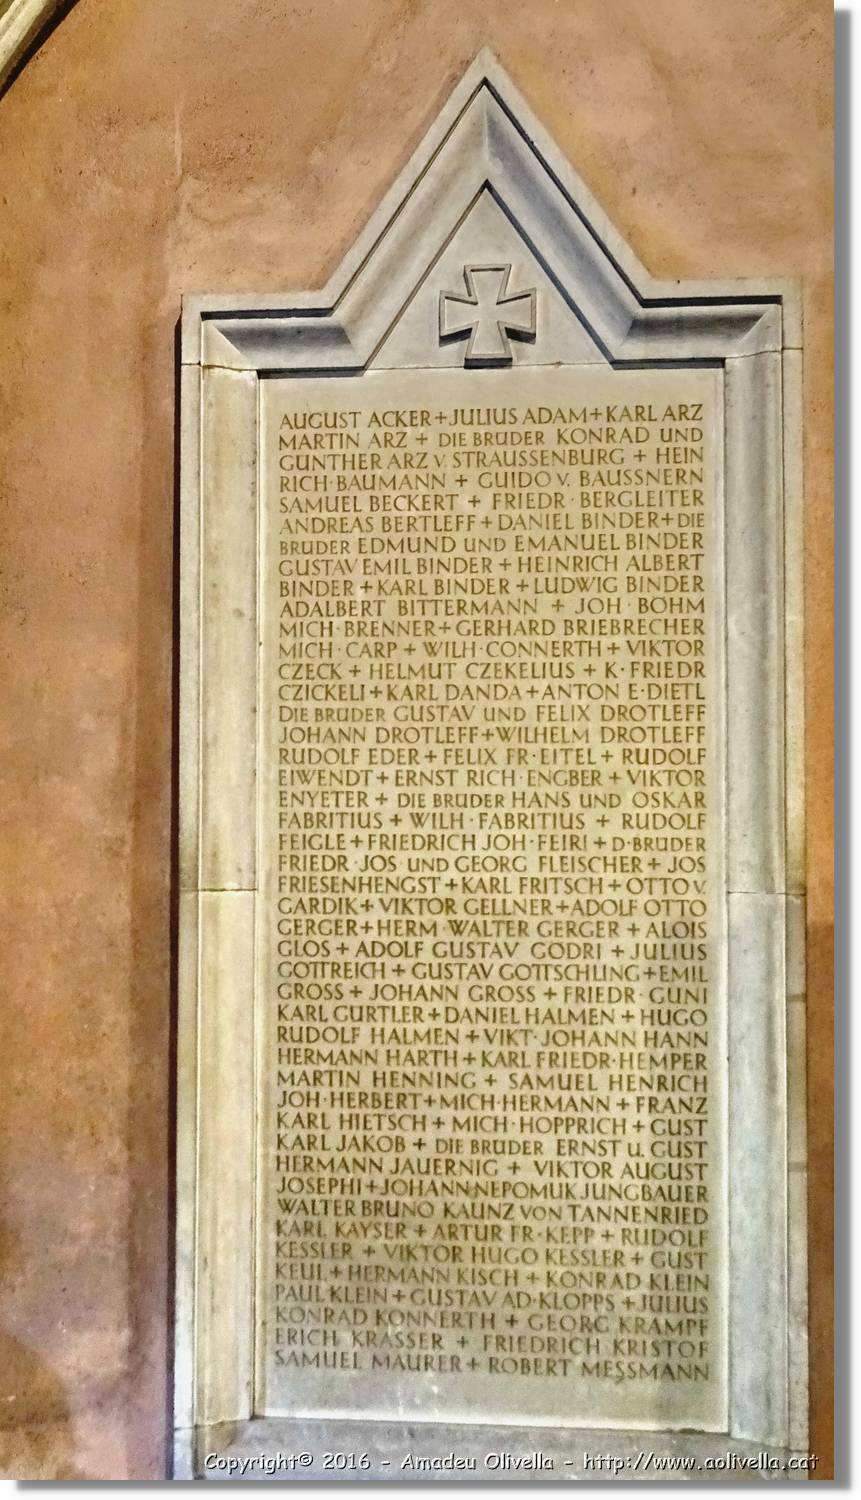 AUGUST ACKER+JULIUS ADAM+KARL ARZ
MARTIN ARZ + DIE BRÜDER KONRAD UND
GUNTHER ARZ V. STRAUSSENBURG + HEIN
RICH·BAUMANN + GUIDO V. BAUSSNERN
SAMUEL BECKERT + FRIEDR·BERGLEITER
ANDREAS BERTLEFF+DANIEL BINDER+DIE
BRÜDER EDMUND UND EMANUEL BINDER
GUSTAV EMIL BINDER + HEINRICH ALBERT
BINDER+KARL BINDER+LUDWIG BINDER
ADALBERT BITTERMANN + JOH·BÖHM
MICH·BRENNER+GERHARD BRIEBRECHER
MICH·CARP + WILH·CONNERTH+VIKTOR
CZECK + HELMUT CZEKELIUS + K·FRIEDR
CZICKELI+KARL DANDA+ANTON E·DIETL
DIE BRÜDER GUSTAV UND FELIX DROTLEFF
JOHANN DROTLEFF+WILHELM DROTLEFF
RUDOLF EDER+FELIX FR·EITEL+RUDOLF
EIWENDT+ERNST RICH·ENGBER+VIKTOR
ENYETER + DIE BRÜDER HANS UND OSKAR
FABRITIUS + WILH·FABRITIUS + RUDOLF
FEIGLE+FRIEDRICH JOH·FEIRI+D·BRÜDER
FRIEDR·JOS UND GEORG FLEISCHER+JOS
FRIESENHENGST+KARL FRITSCH+OTTO V.
GARDIK+VIKTOR GELLNER+ADOLF OTTO
GERGER+HERM·WALTER GERGER + ALOIS
GLOS+ADOLF GUSTAV GÖDRI +JULIUS
GOTTREICH + GUSTAV GOTTSCHLING+EMIL
GROSS+JOHANN GROSS+FRIEDR·GUNI
KARL GÜRTLER+DANIEL HALMEN+HUGO
RUDOLF HALMEN+VIKT·JOHANN HANN
HERMANN HARTH+KARL FRIEDR·HEMPER
MARTIN HENNING + SAMUEL HENRICH
JOH·HERBERT+MICH·HERMANN+FRANZ
KARL HIETSCH+MICH·HOPPRICH+GUST
KARL JAKOB + DIE BRÜDER ERNST U. GUST
HERMANN JAUERNIG + VIKTOR AUGUST
JOSEPHI+JOHANN·NEPOMUK JUNGBAUER
WALTER BRUNO KAUNZ VON TANNENRIED
KARL KAYSER+ARTUR FR·KEPP+RUDOLF
KESSLER + VIKTOR HUGO KESSLER+GUST
KEUL+HERMANN KISCH+KONRAD KLEIN
PAUL KLEIN+GUSTAV AD·KLÖPPS+JULIUS
KONRAD KONNERTH + GEORG KRAMPF
ERICH KRASSER + FRIEDRICH KRISTOF
SAMUEL MAURER+ROBERT MESSMANN
Copyright© 2016 - Amadeu Olivella - http://www.aolivella.cat